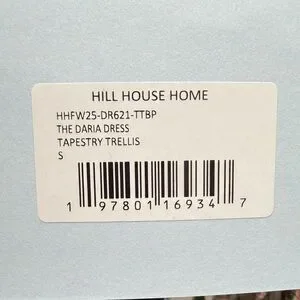 HILL HOUSE HOME
HHFW25-DR621-TTBP
THE DARIA DRESS
TAPESTRY TRELLIS
S
1 97801 16934 7